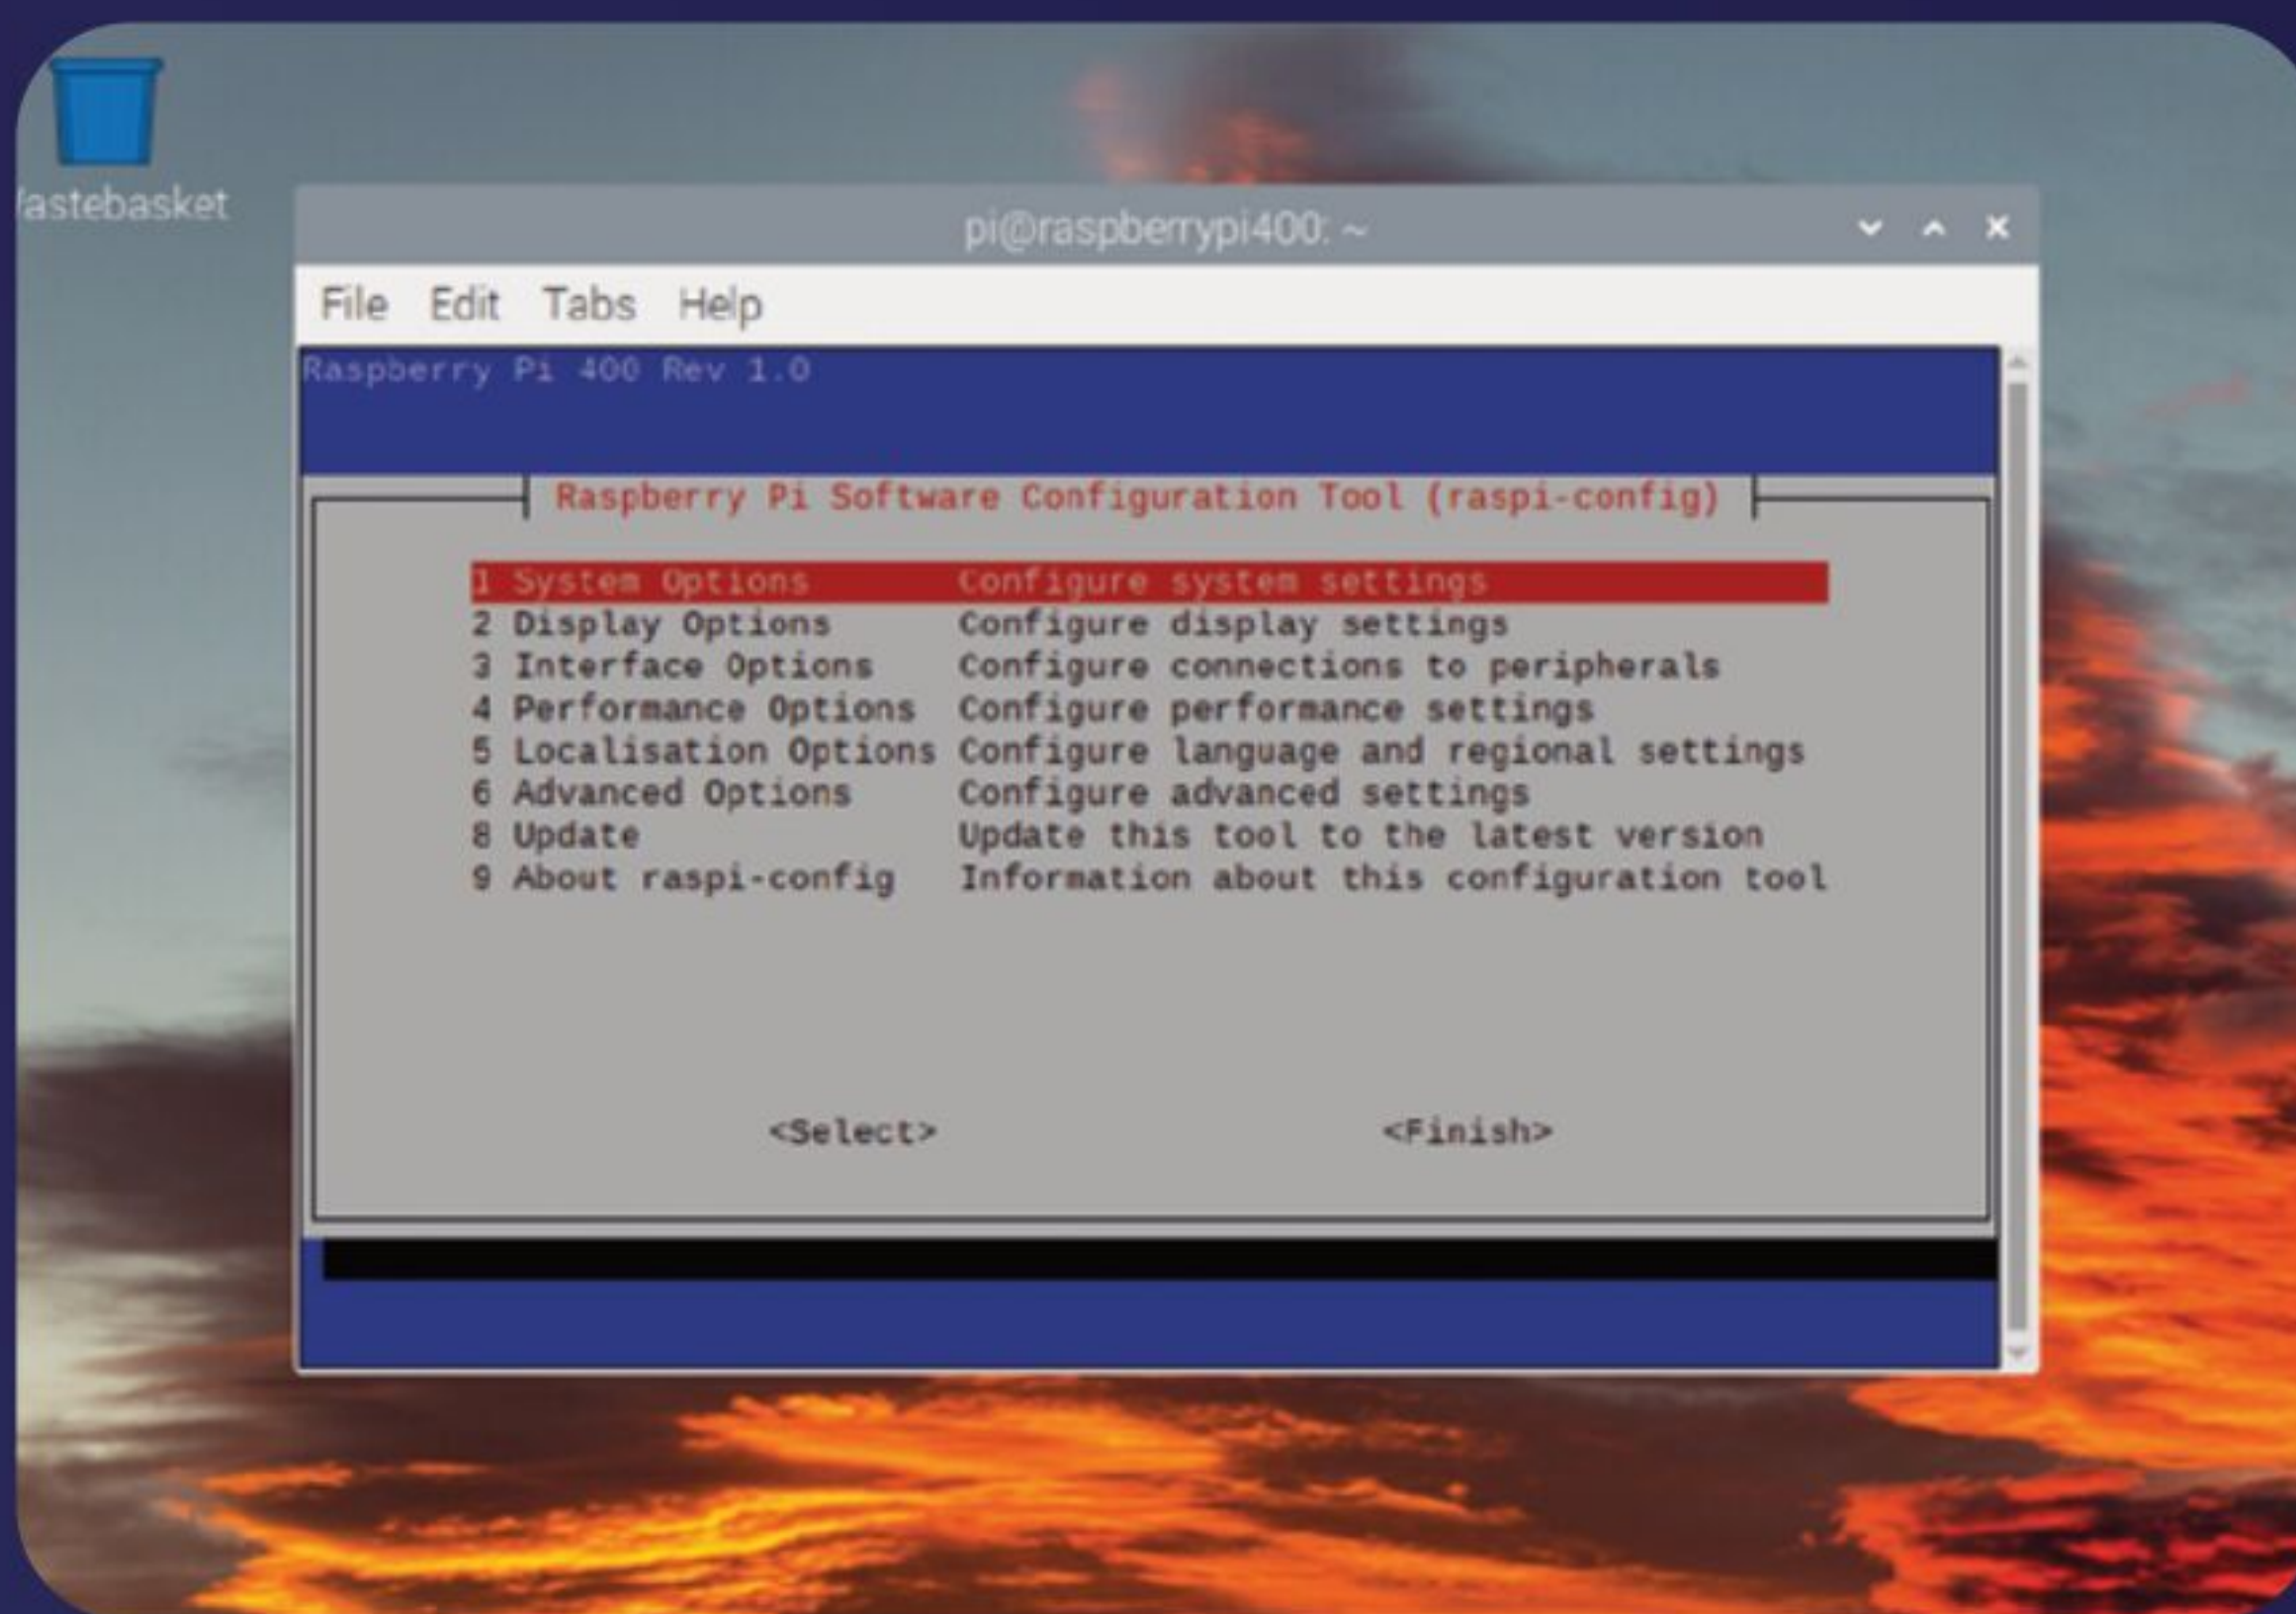 pi@raspberrypi400: ~
File Edit Tabs Help
Raspberry Pi 400 Rev 1.0
Raspberry Pi Software Configuration Tool (raspi-config)
1 System Options Configure system settings
2 Display Options Configure display settings
3 Interface Options Configure connections to peripherals
4 Performance Options Configure performance settings
5 Localisation Options Configure language and regional settings
6 Advanced Options Configure advanced settings
8 Update Update this tool to the latest version
9 About raspi-config Information about this configuration tool
<Select> <Finish>